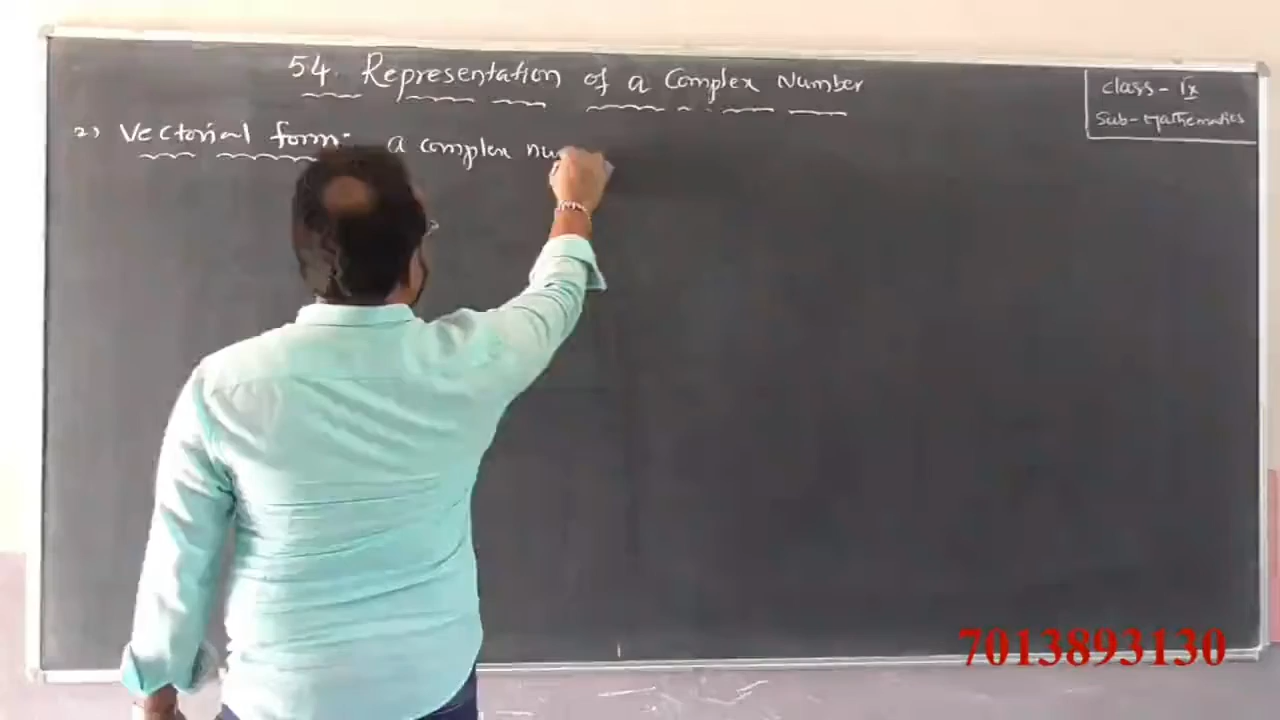 54. Representation of a Complex Number
class - IX
Sub - Mathematics
2) Vectorial form:- a complex nu
7013893130